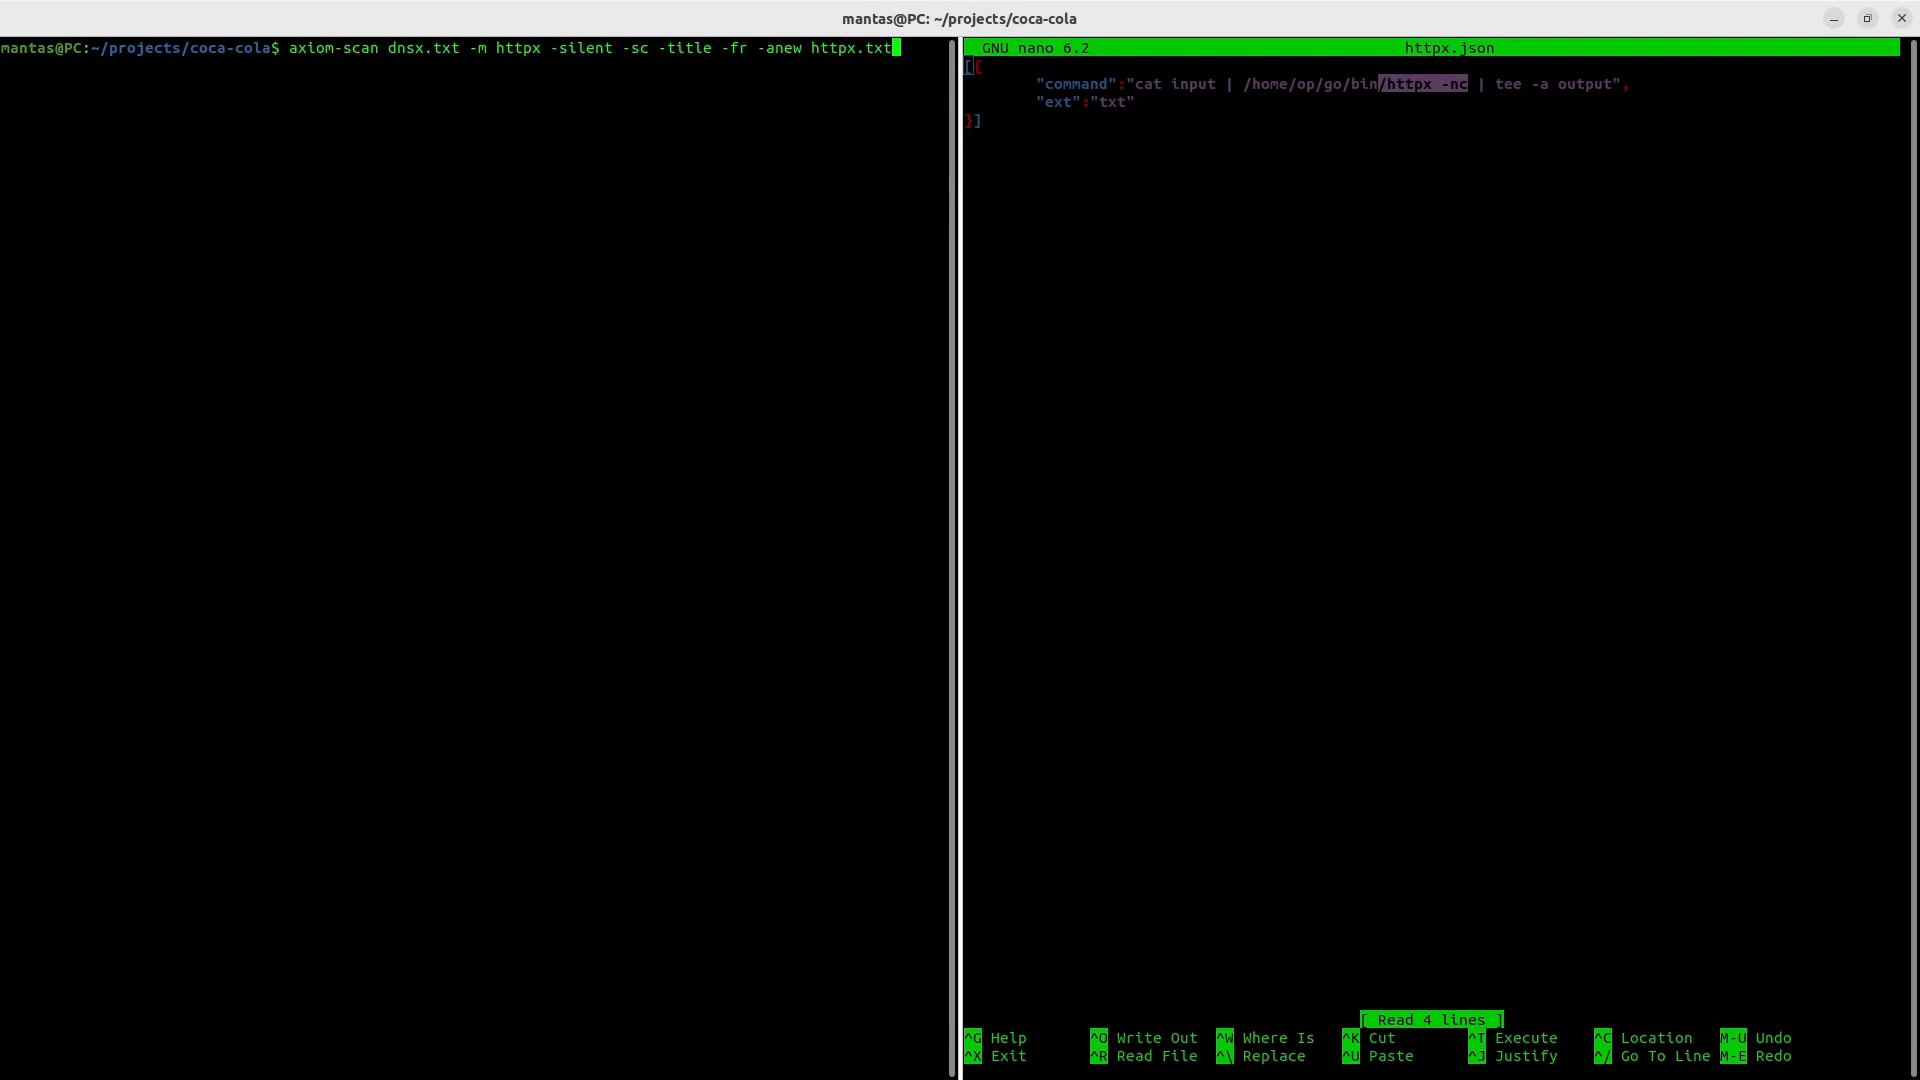 mantas@PC: ~/projects/coca-cola
mantas@PC:~/projects/coca-cola$ axiom-scan dnsx.txt -m httpx -silent -sc -title -fr -anew httpx.txt
GNU nano 6.2 httpx.json
[{
"command":"cat input | /home/op/go/bin/httpx -nc | tee -a output",
"ext":"txt"
}]
[ Read 4 lines ]
^G Help ^O Write Out ^W Where Is ^K Cut ^T Execute ^C Location M-U Undo
^X Exit ^R Read File ^\ Replace ^U Paste ^J Justify ^/ Go To Line M-E Redo